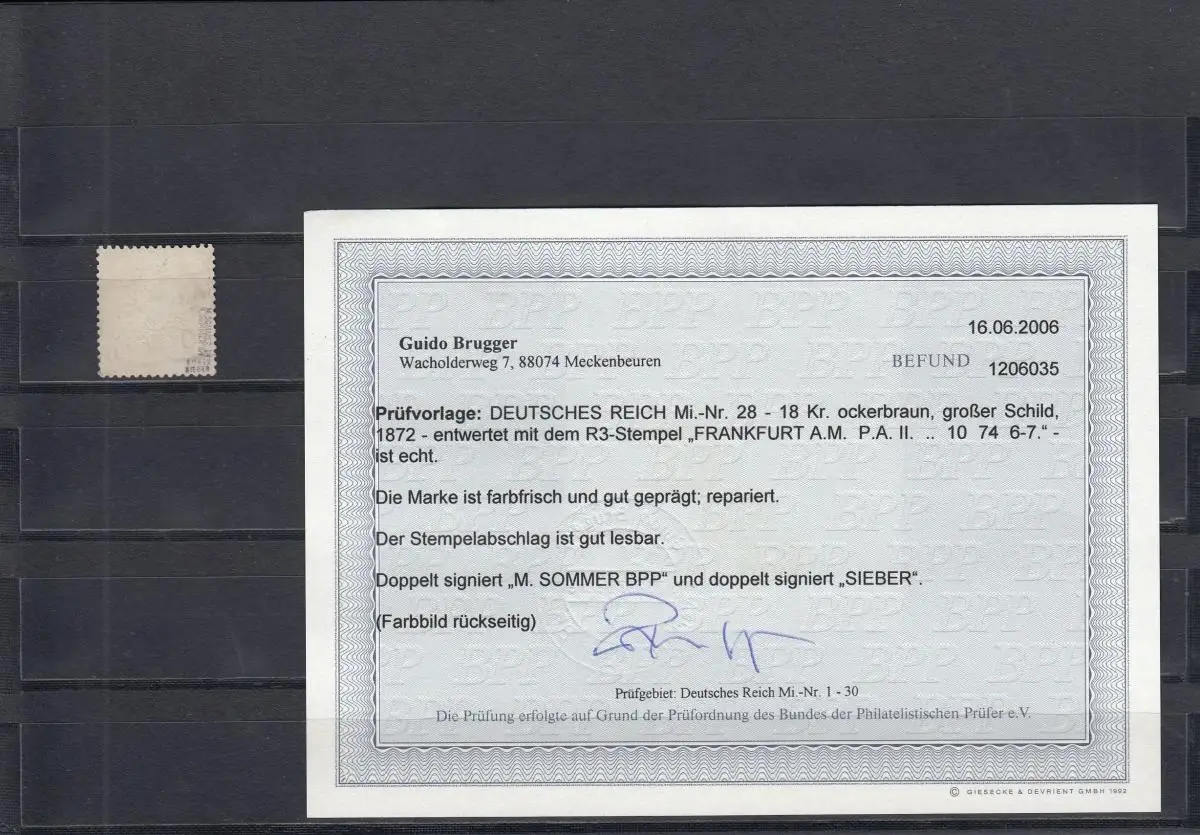 16.06.2006
Guido Brugger
Wacholderweg 7, 88074 Meckenbeuren
BEFUND 1206035
Prüfvorlage: DEUTSCHES REICH Mi.-Nr. 28 - 18 Kr. ockerbraun, großer Schild,
1872 - entwertet mit dem R3-Stempel „FRANKFURT A.M. P.A. II. .. 10 74 6-7.“ -
ist echt.
Die Marke ist farbfrisch und gut geprägt; repariert.
Der Stempelabschlag ist gut lesbar.
Doppelt signiert „M. SOMMER BPP“ und doppelt signiert „SIEBER“.
(Farbbild rückseitig)
Prüfgebiet: Deutsches Reich Mi.-Nr. 1 - 30
Die Prüfung erfolgte auf Grund der Prüfordnung des Bundes der Philatelistischen Prüfer e.V.
© GIESECKE & DEVRIENT GMBH 1992